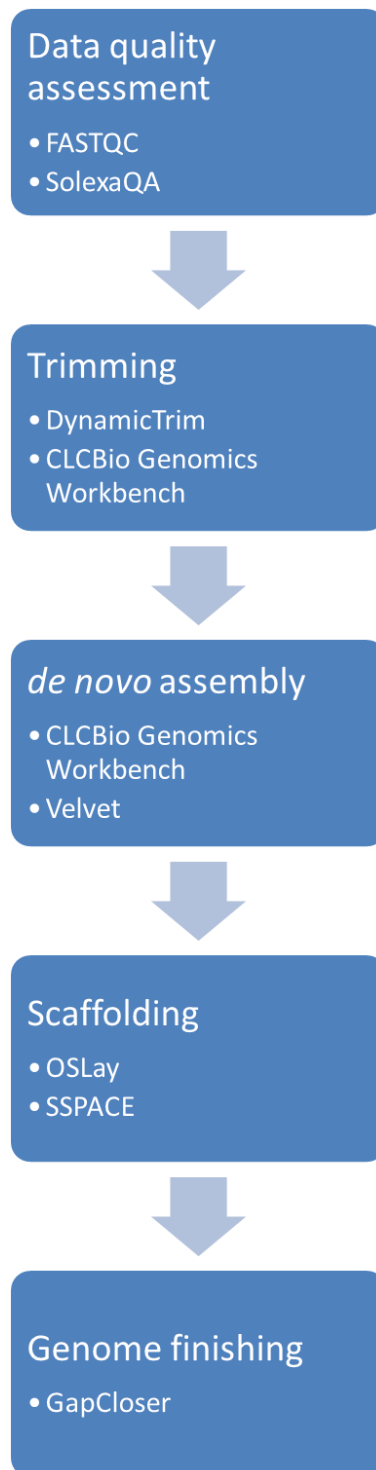 Data quality
assessment
• FASTQC
• SolexaQA
Trimming
• DynamicTrim
• CLCBio Genomics
Workbench
de novo assembly
• CLCBio Genomics
Workbench
• Velvet
Scaffolding
• OSLay
• SSPACE
Genome finishing
• GapCloser